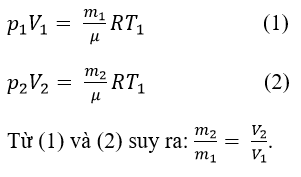 p₁V₁ = m₁/μ RT₁ (1)
p₂V₂ = m₂/μ RT₁ (2)
Từ (1) và (2) suy ra: m₂/m₁ = V₂/V₁.